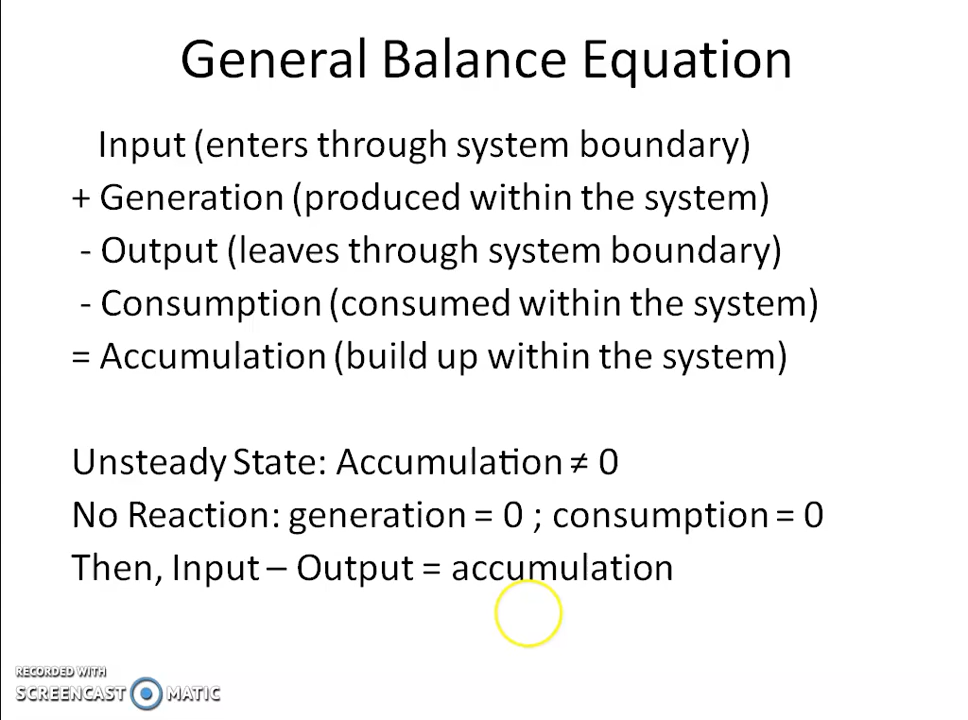 General Balance Equation
Input (enters through system boundary)
+ Generation (produced within the system)
- Output (leaves through system boundary)
- Consumption (consumed within the system)
= Accumulation (build up within the system)
Unsteady State: Accumulation ≠ 0
No Reaction: generation = 0 ; consumption = 0
Then, Input – Output = accumulation
RECORDED WITH
SCREENCAST MATIC